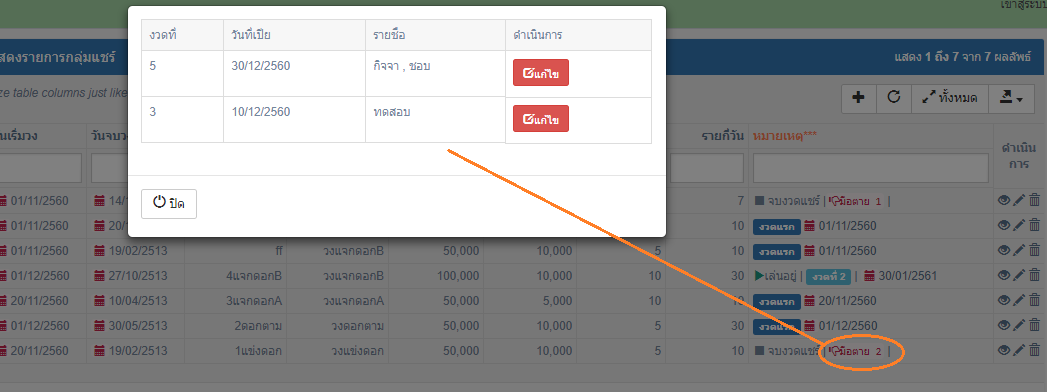 เข้าสู่ระบบ
งวดที่ วันที่เปีย รายชื่อ ดำเนินการ
5 30/12/2560 กิจจา , ชอบ แก้ไข
3 10/12/2560 ทดสอบ แก้ไข
ปิด
สดงรายการกลุ่มแชร์ แสดง 1 ถึง 7 จาก 7 ผลลัพธ์
ze table columns just like
ทั้งหมด
นเริ่มวง วันจบวง รายกี่วัน หมายเหตุ*** ดำเนินการ
01/11/2560 14/ 7 จบงวดแชร์ | มือตาย 1 |
01/11/2560 20/ 10 งวดแรก 01/11/2560
01/11/2560 19/02/2513 ff วงแจกดอกB 50,000 10,000 5 10 งวดแรก 01/11/2560
01/12/2560 27/10/2513 4แจกดอกB วงแจกดอกB 100,000 10,000 10 30 เล่นอยู่ | งวดที่ 2 | 30/01/2561
20/11/2560 10/04/2513 3แจกดอกA วงแจกดอกA 50,000 5,000 10 งวดแรก 20/11/2560
01/12/2560 30/05/2513 2ดอกตาม วงดอกตาม 50,000 10,000 5 30 งวดแรก 01/12/2560
20/11/2560 19/02/2513 1แข่งดอก วงแข่งดอก 50,000 10,000 5 10 จบงวดแชร์ | มือตาย 2 |